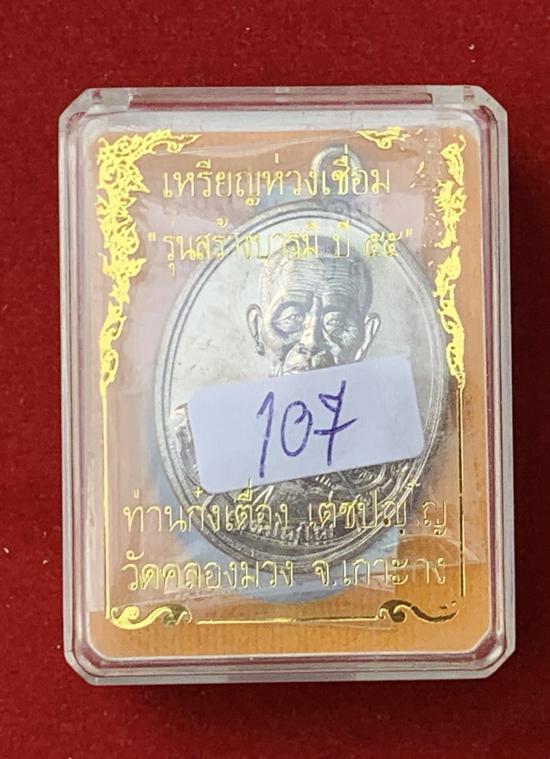 เหรียญห่วงเชื่อม
"รุ่นสร้างบารมี ปี ๕๕"
107
ท่านก๋งเตื่อง เตชปญฺโญ
วัดคลองม่วง จ.เกาะ าง